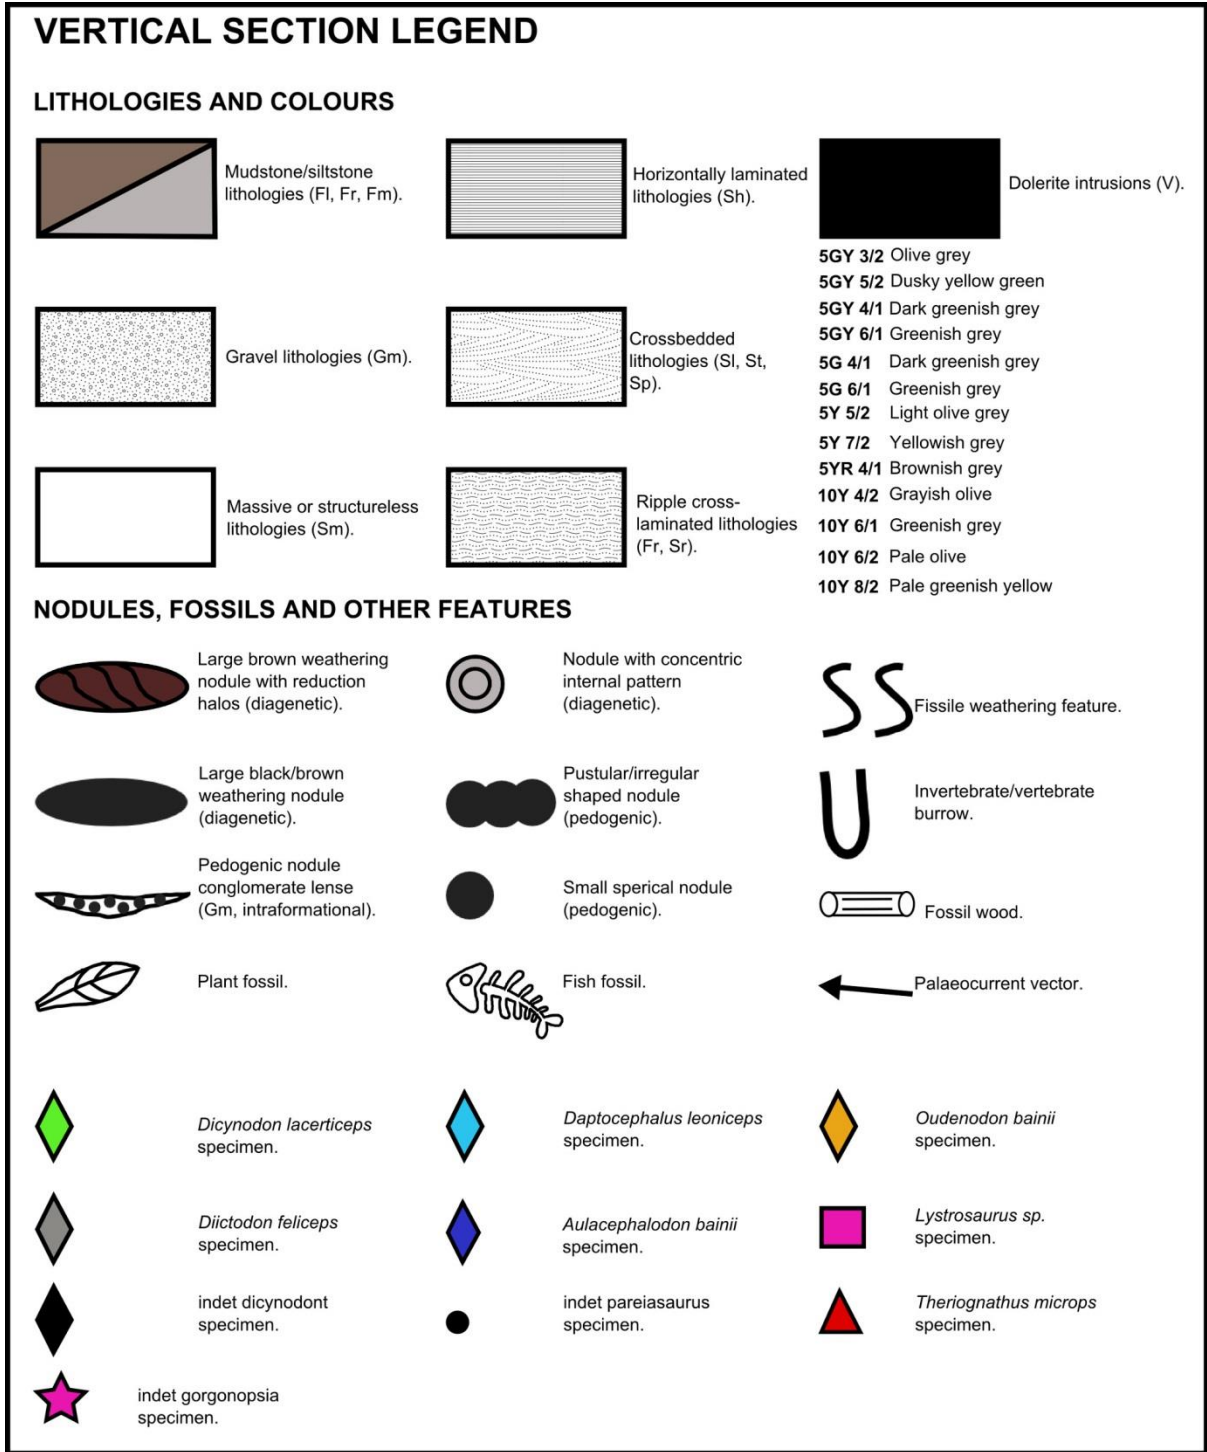 VERTICAL SECTION LEGEND
LITHOLOGIES AND COLOURS
Mudstone/siltstone
lithologies (Fl, Fr, Fm).
Horizontally laminated
lithologies (Sh).
Dolerite intrusions (V).
Gravel lithologies (Gm).
Crossbedded
lithologies (Sl, St,
Sp).
Massive or structureless
lithologies (Sm).
Ripple cross-
laminated lithologies
(Fr, Sr).
5GY 3/2 Olive grey
5GY 5/2 Dusky yellow green
5GY 4/1 Dark greenish grey
5GY 6/1 Greenish grey
5G 4/1 Dark greenish grey
5G 6/1 Greenish grey
5Y 5/2 Light olive grey
5Y 7/2 Yellowish grey
5YR 4/1 Brownish grey
10Y 4/2 Grayish olive
10Y 6/1 Greenish grey
10Y 6/2 Pale olive
10Y 8/2 Pale greenish yellow
NODULES, FOSSILS AND OTHER FEATURES
Large brown weathering
nodule with reduction
halos (diagenetic).
Nodule with concentric
internal pattern
(diagenetic).
Fissile weathering feature.
Large black/brown
weathering nodule
(diagenetic).
Pustular/irregular
shaped nodule
(pedogenic).
Invertebrate/vertebrate
burrow.
Pedogenic nodule
conglomerate lense
(Gm, intraformational).
Small sperical nodule
(pedogenic).
Fossil wood.
Plant fossil.
Fish fossil.
Palaeocurrent vector.
Dicynodon lacerticeps
specimen.
Daptocephalus leoniceps
specimen.
Oudenodon bainii
specimen.
Diictodon feliceps
specimen.
Aulacephalodon bainii
specimen.
Lystrosaurus sp.
specimen.
indet dicynodont
specimen.
indet pareiasaurus
specimen.
Theriognathus microps
specimen.
indet gorgonopsia
specimen.